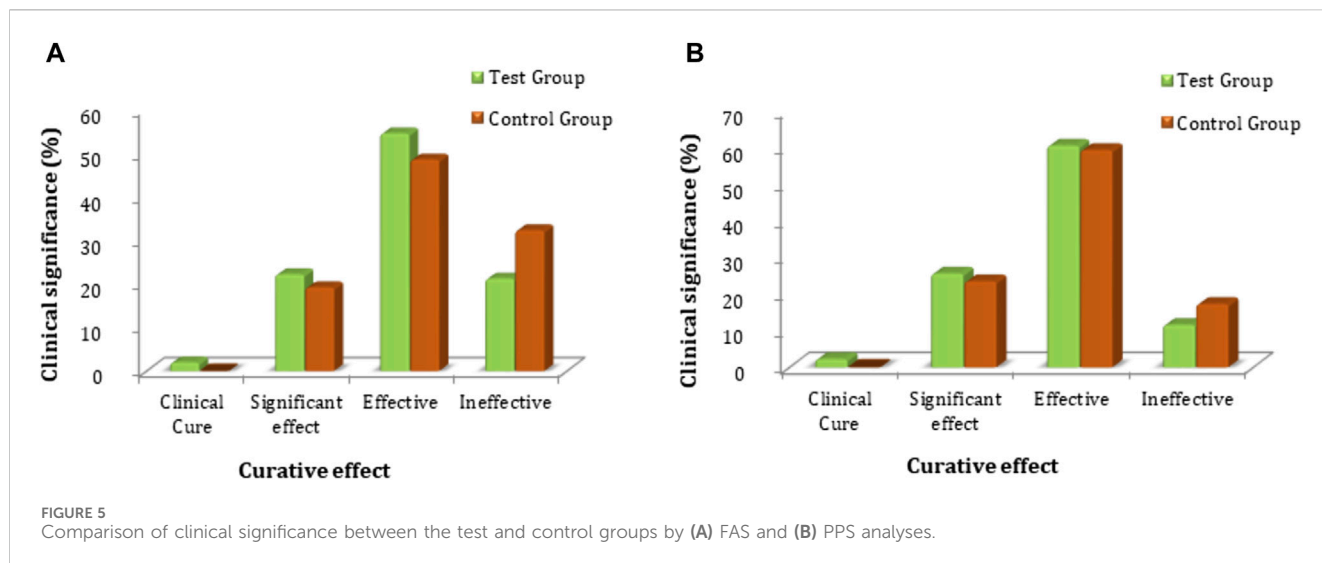 A
Test Group
Control Group
Clinical significance (%)
60
50
40
30
20
10
0
Clinical Cure
Significant effect
Effective
Ineffective
Curative effect
B
Test Group
Control Group
Clinical significance (%)
70
60
50
40
30
20
10
0
Clinical Cure
Significant effect
Effective
Ineffective
Curative effect
FIGURE 5
Comparison of clinical significance between the test and control groups by (A) FAS and (B) PPS analyses.